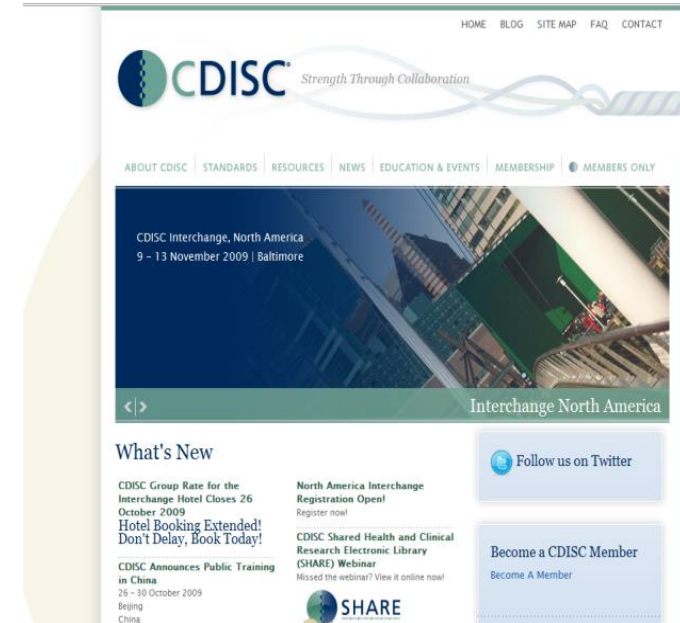 HOME BLOG SITE MAP FAQ CONTACT
CDISC®
Strength Through Collaboration
ABOUT CDISC STANDARDS RESOURCES NEWS EDUCATION & EVENTS MEMBERSHIP MEMBERS ONLY
CDISC Interchange, North America
9 – 13 November 2009 | Baltimore
Interchange North America
What's New
CDISC Group Rate for the
Interchange Hotel Closes 26
October 2009
Hotel Booking Extended!
Don't Delay, Book Today!
CDISC Announces Public Training
in China
26 – 30 October 2009
Beijing
China
North America Interchange
Registration Open!
Register now!
CDISC Shared Health and Clinical
Research Electronic Library
(SHARE) Webinar
Missed the webinar? View it online now!
SHARE
Follow us on Twitter
Become a CDISC Member
Become A Member